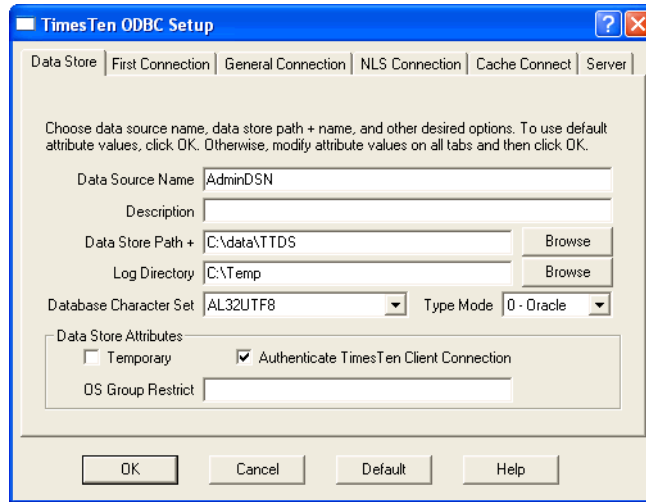 TimesTen ODBC Setup
Data Store First Connection General Connection NLS Connection Cache Connect Server
Choose data source name, data store path + name, and other desired options. To use default
attribute values, click OK. Otherwise, modify attribute values on all tabs and then click OK.
Data Source Name AdminDSN
Description
Data Store Path + C:\data\TTDS Browse
Log Directory C:\Temp Browse
Database Character Set AL32UTF8 Type Mode 0 - Oracle
Data Store Attributes
Temporary Authenticate TimesTen Client Connection
OS Group Restrict
OK Cancel Default Help